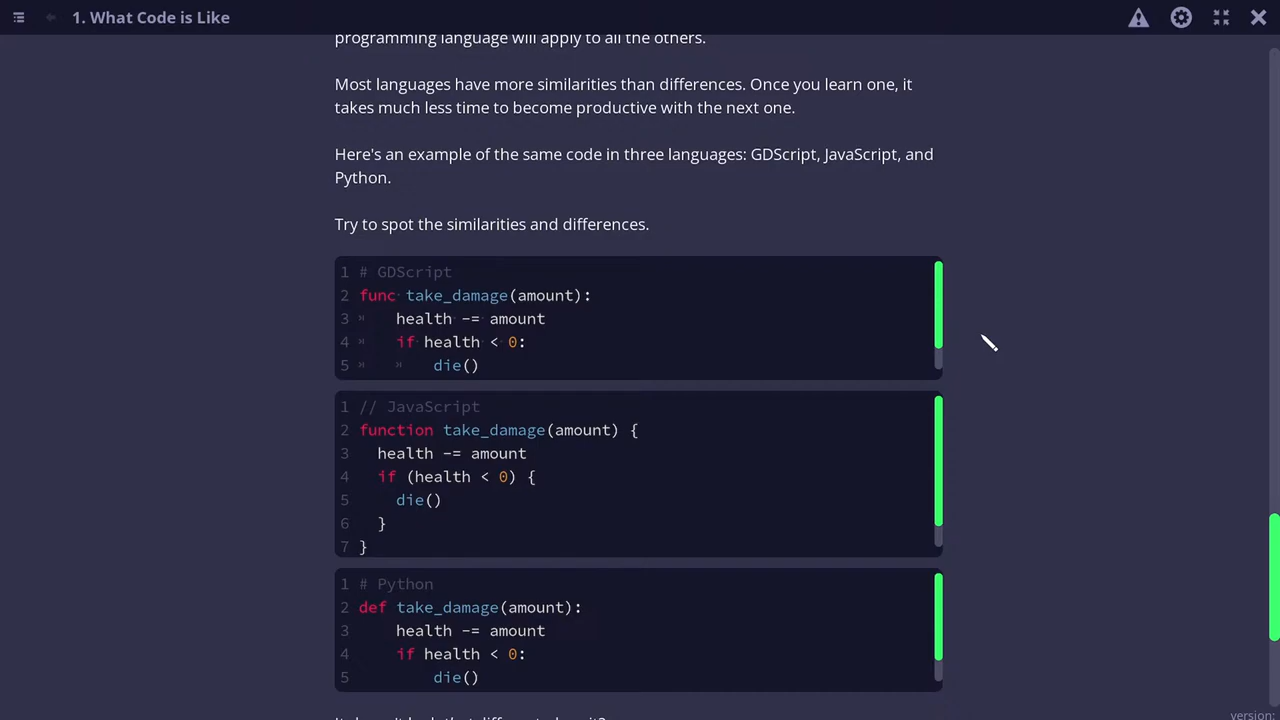 1. What Code is Like
programming language will apply to all the others.
Most languages have more similarities than differences. Once you learn one, it
takes much less time to become productive with the next one.
Here's an example of the same code in three languages: GDScript, JavaScript, and
Python.
Try to spot the similarities and differences.
1 # GDScript
2 func take_damage(amount):
3 health -= amount
4 if health < 0:
5 die()
1 // JavaScript
2 function take_damage(amount) {
3 health -= amount
4 if (health < 0) {
5 die()
6 }
7 }
1 # Python
2 def take_damage(amount):
3 health -= amount
4 if health < 0:
5 die()
version: